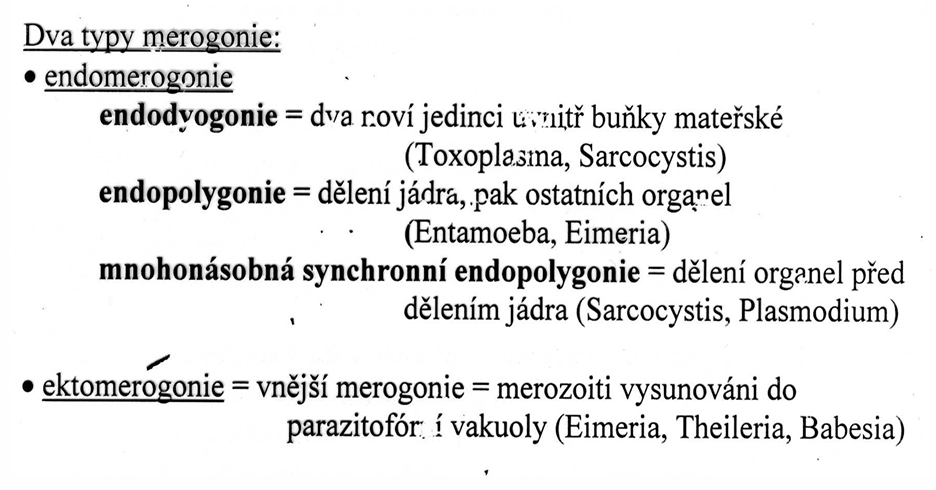 Dva typy merogonie:
• endomerogonie
endodyogonie = dva noví jedinci uvnitř buňky mateřské
(Toxoplasma, Sarcocystis)
endopolygonie = dělení jádra, pak ostatních organel
(Entamoeba, Eimeria)
mnohonásobná synchronní endopolygonie = dělení organel před
dělením jádra (Sarcocystis, Plasmodium)
• ektomerogonie = vnější merogonie = merozoiti vysunováni do
parazitofórní vakuoly (Eimeria, Theileria, Babesia)